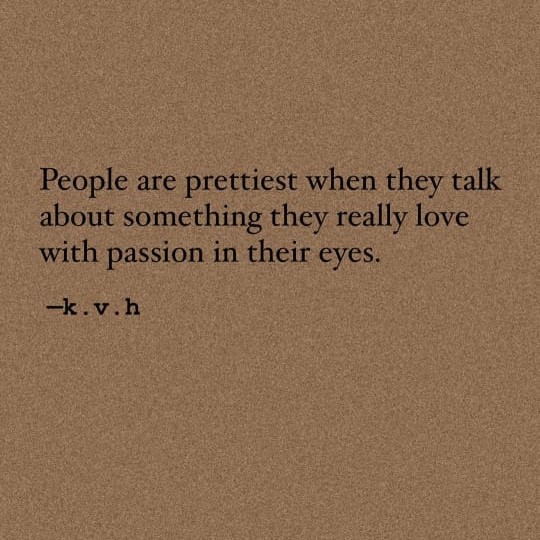 People are prettiest when they talk
about something they really love
with passion in their eyes.
—k.v.h